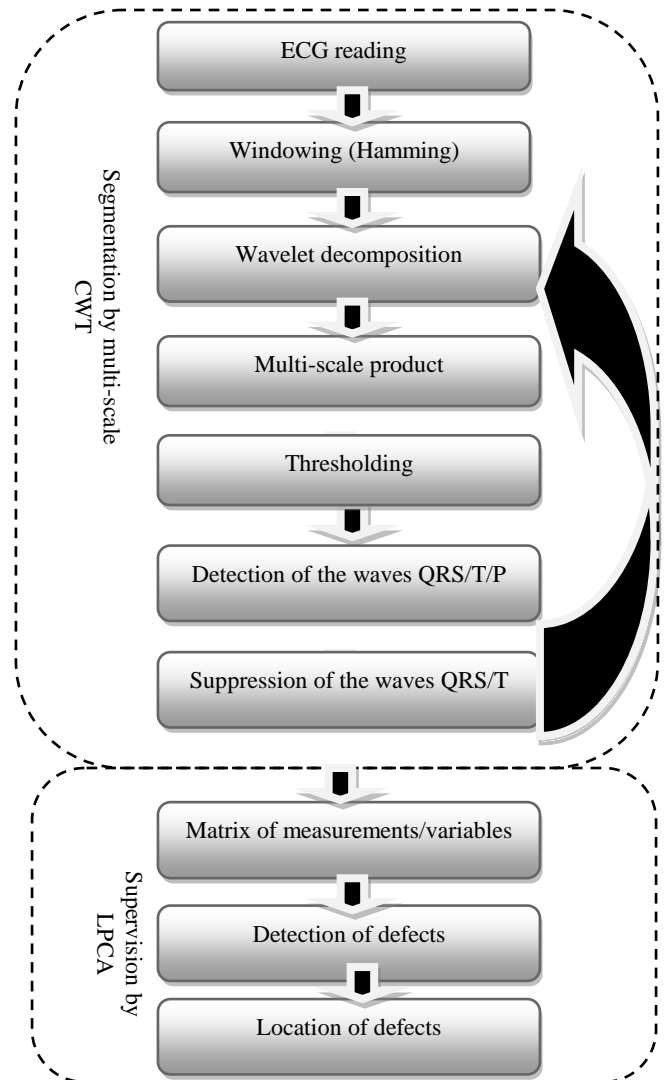 ECG reading
Windowing (Hamming)
Wavelet decomposition
Multi-scale product
Thresholding
Detection of the waves QRS/T/P
Suppression of the waves QRS/T
Segmentation by multi-scale
CWT
Matrix of measurements/variables
Detection of defects
Location of defects
Supervision by
LPCA